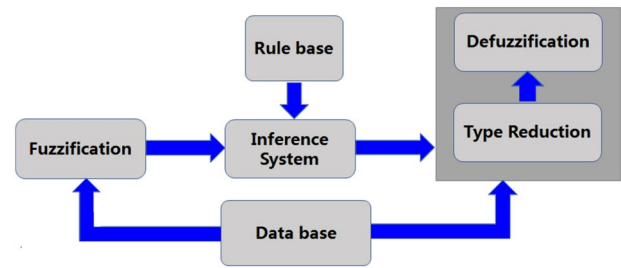 Rule base
Defuzzification
Fuzzification
Inference
System
Type Reduction
Data base